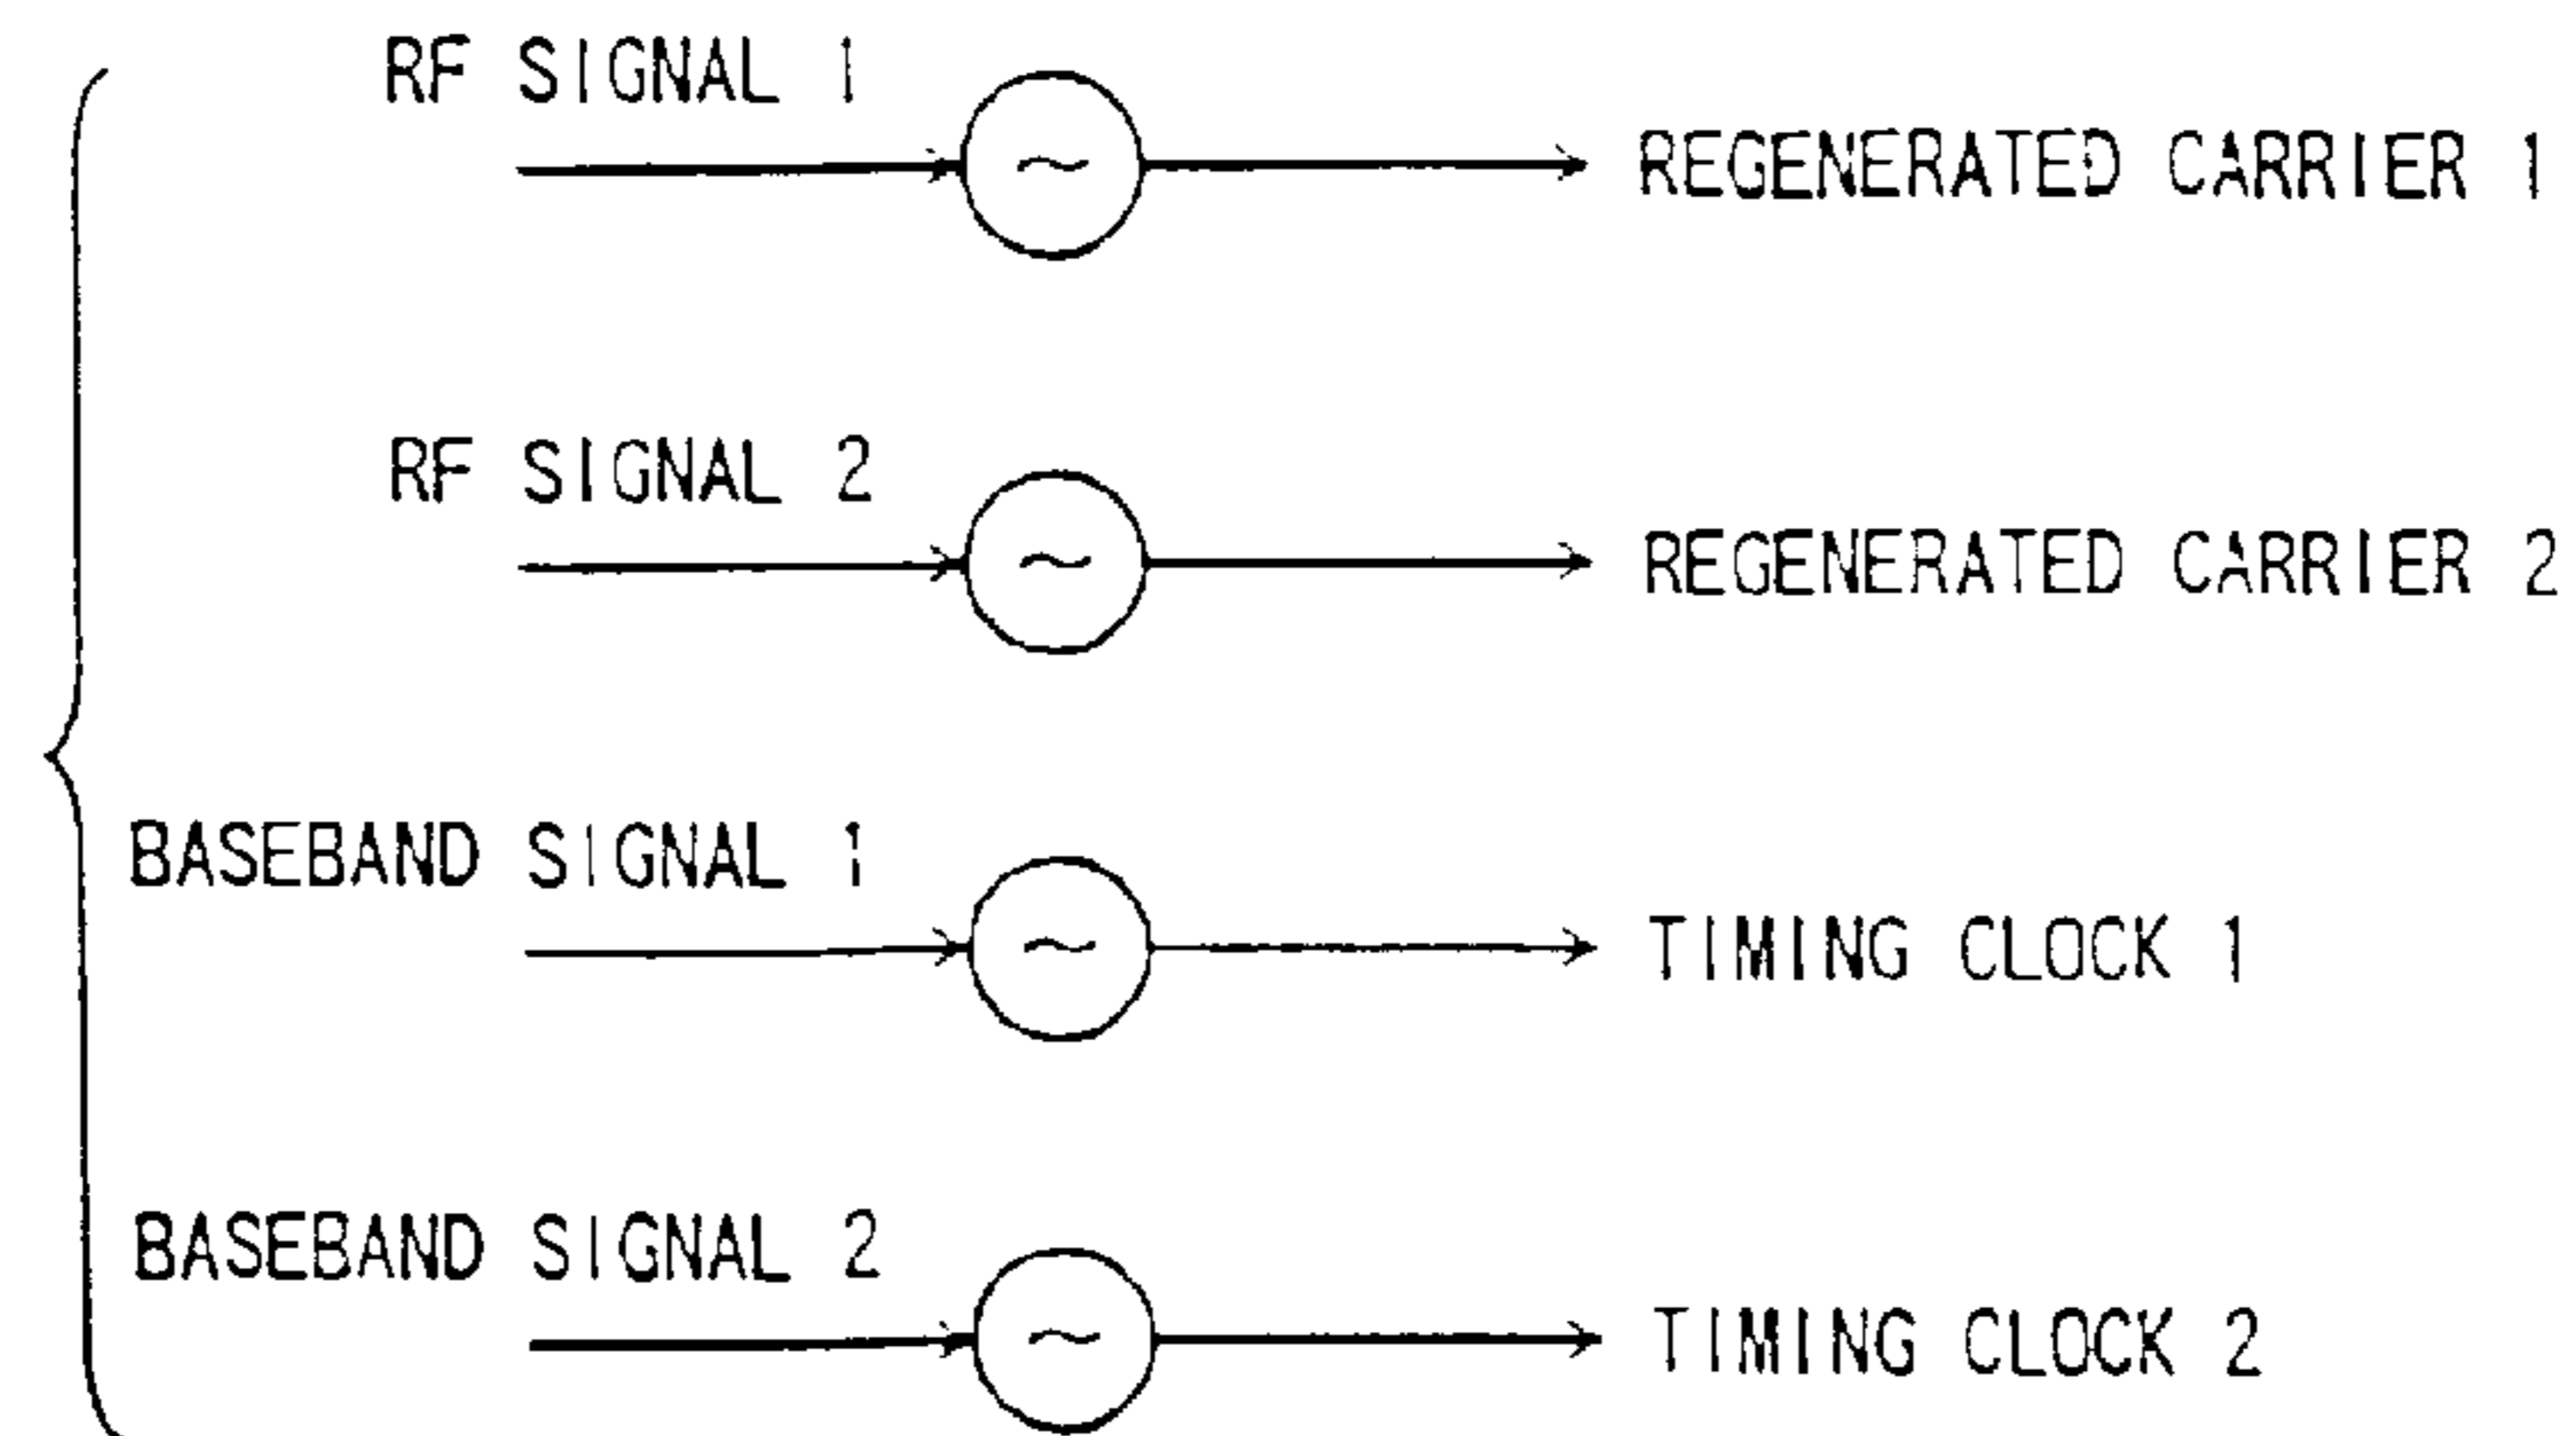 RF SIGNAL 1
REGENERATED CARRIER 1
RF SIGNAL 2
REGENERATED CARRIER 2
BASEBAND SIGNAL 1
TIMING CLOCK 1
BASEBAND SIGNAL 2
TIMING CLOCK 2